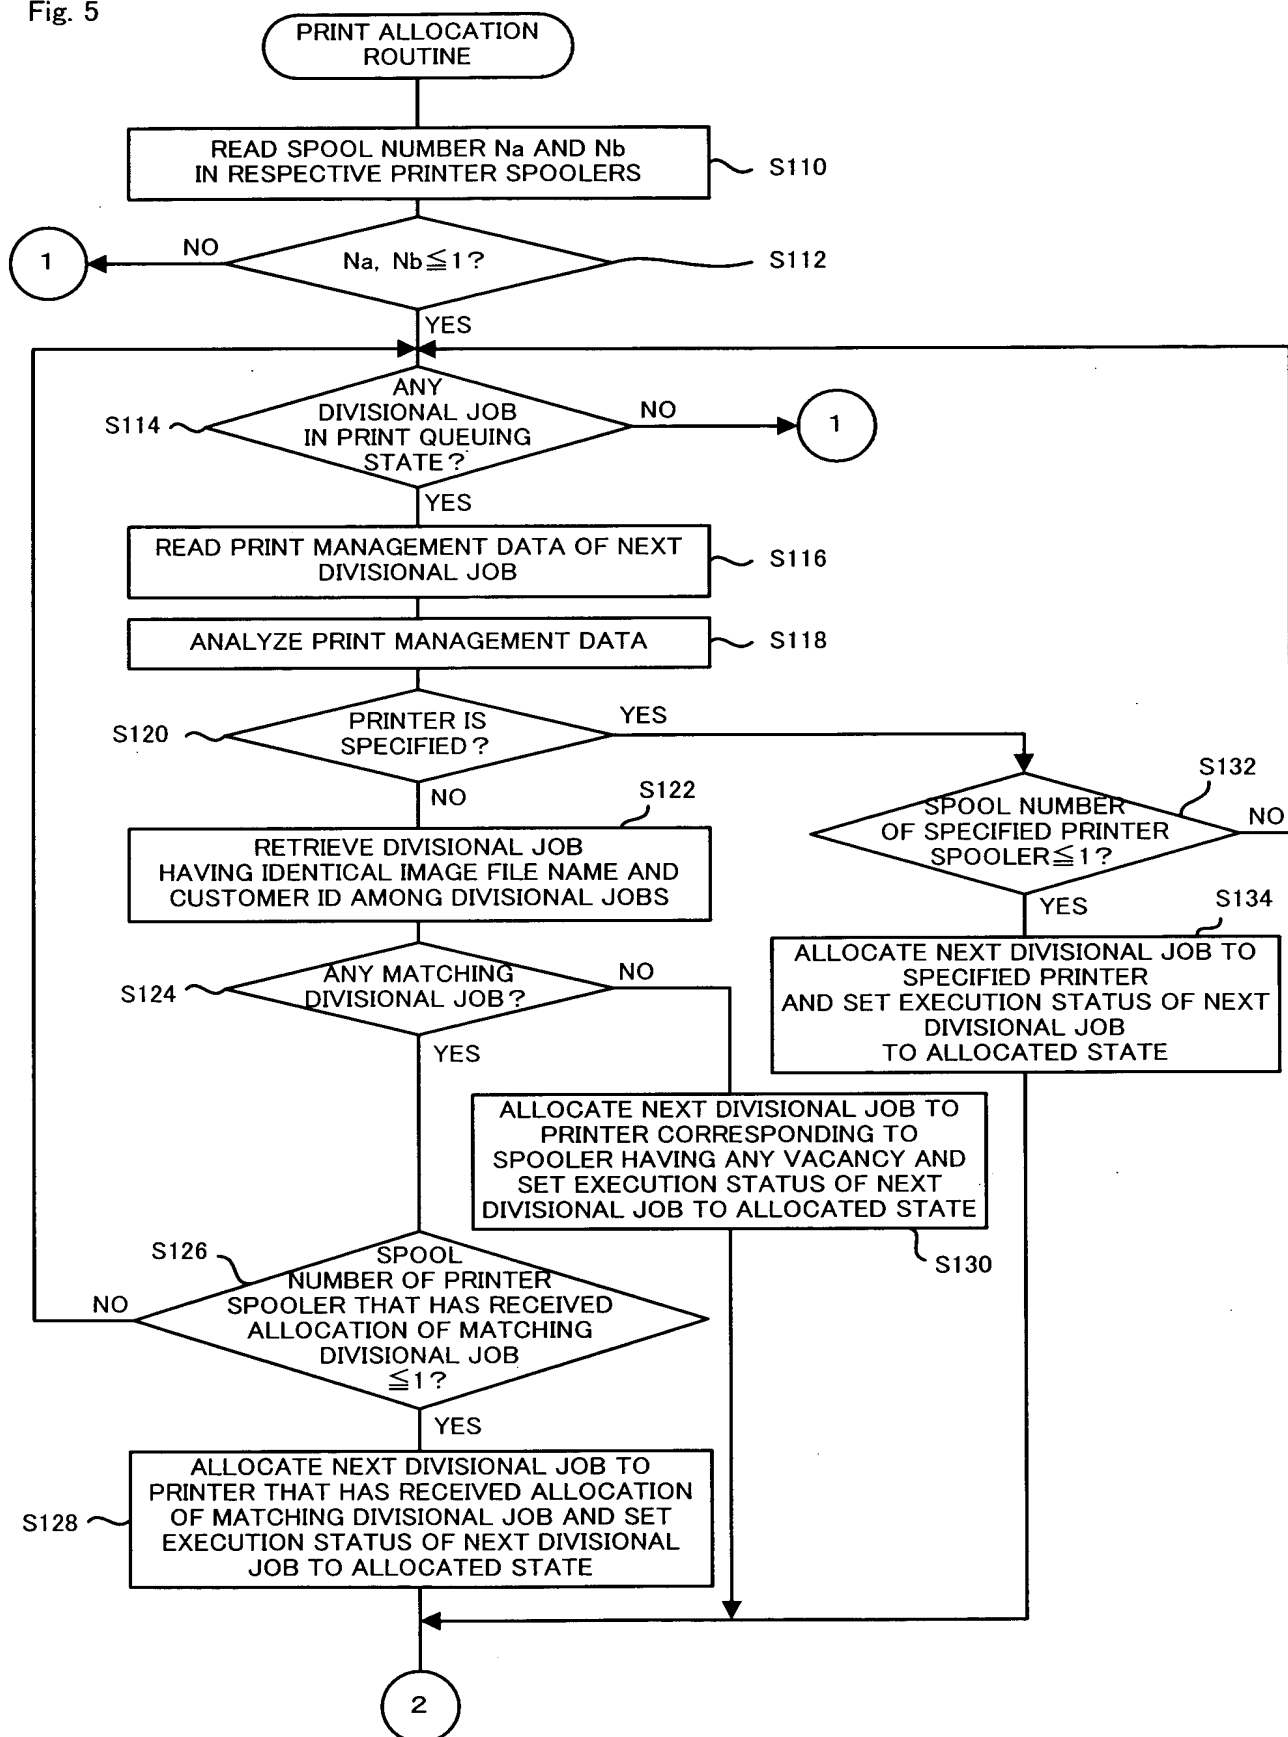 Fig. 5
PRINT ALLOCATION
ROUTINE
READ SPOOL NUMBER Na AND Nb
IN RESPECTIVE PRINTER SPOOLERS
S110
1
NO
Na, Nb≦1?
S112
YES
S114
ANY
DIVISIONAL JOB
IN PRINT QUEUING
STATE?
NO
1
YES
READ PRINT MANAGEMENT DATA OF NEXT
DIVISIONAL JOB
S116
ANALYZE PRINT MANAGEMENT DATA
S118
S120
PRINTER IS
SPECIFIED?
YES
NO
S132
SPOOL NUMBER
OF SPECIFIED PRINTER
SPOOLER≦1?
NO
YES
S122
RETRIEVE DIVISIONAL JOB
HAVING IDENTICAL IMAGE FILE NAME AND
CUSTOMER ID AMONG DIVISIONAL JOBS
S134
ALLOCATE NEXT DIVISIONAL JOB TO
SPECIFIED PRINTER
AND SET EXECUTION STATUS OF NEXT
DIVISIONAL JOB
TO ALLOCATED STATE
S124
ANY MATCHING
DIVISIONAL JOB?
NO
YES
ALLOCATE NEXT DIVISIONAL JOB TO
PRINTER CORRESPONDING TO
SPOOLER HAVING ANY VACANCY AND
SET EXECUTION STATUS OF NEXT
DIVISIONAL JOB TO ALLOCATED STATE
S130
S126
SPOOL
NUMBER OF PRINTER
SPOOLER THAT HAS RECEIVED
ALLOCATION OF MATCHING
DIVISIONAL JOB
≦1?
NO
YES
S128
ALLOCATE NEXT DIVISIONAL JOB TO
PRINTER THAT HAS RECEIVED ALLOCATION
OF MATCHING DIVISIONAL JOB AND SET
EXECUTION STATUS OF NEXT DIVISIONAL
JOB TO ALLOCATED STATE
2